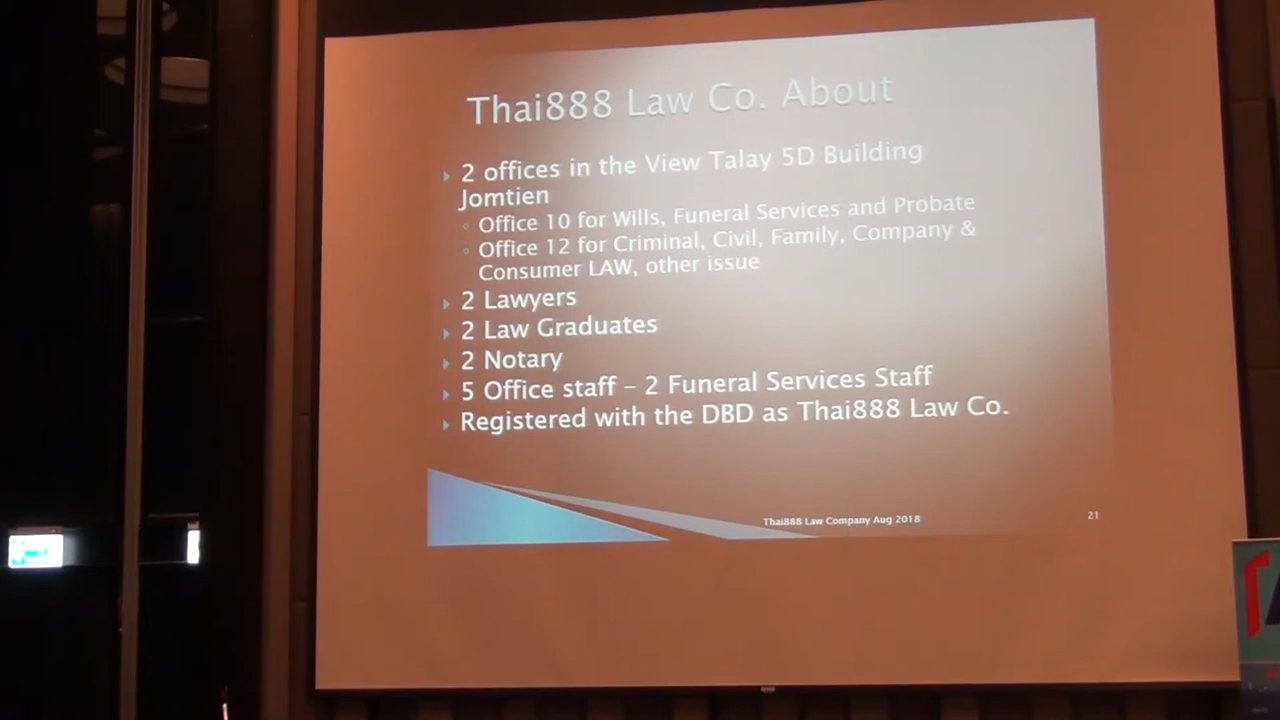 Thai888 Law Co. About
2 offices in the View Talay 5D Building
Jomtien
Office 10 for Wills, Funeral Services and Probate
Office 12 for Criminal, Civil, Family, Company &
Consumer LAW, other issue
2 Lawyers
2 Law Graduates
2 Notary
5 Office staff – 2 Funeral Services Staff
Registered with the DBD as Thai888 Law Co.
Thai888 Law Company Aug 2018
21